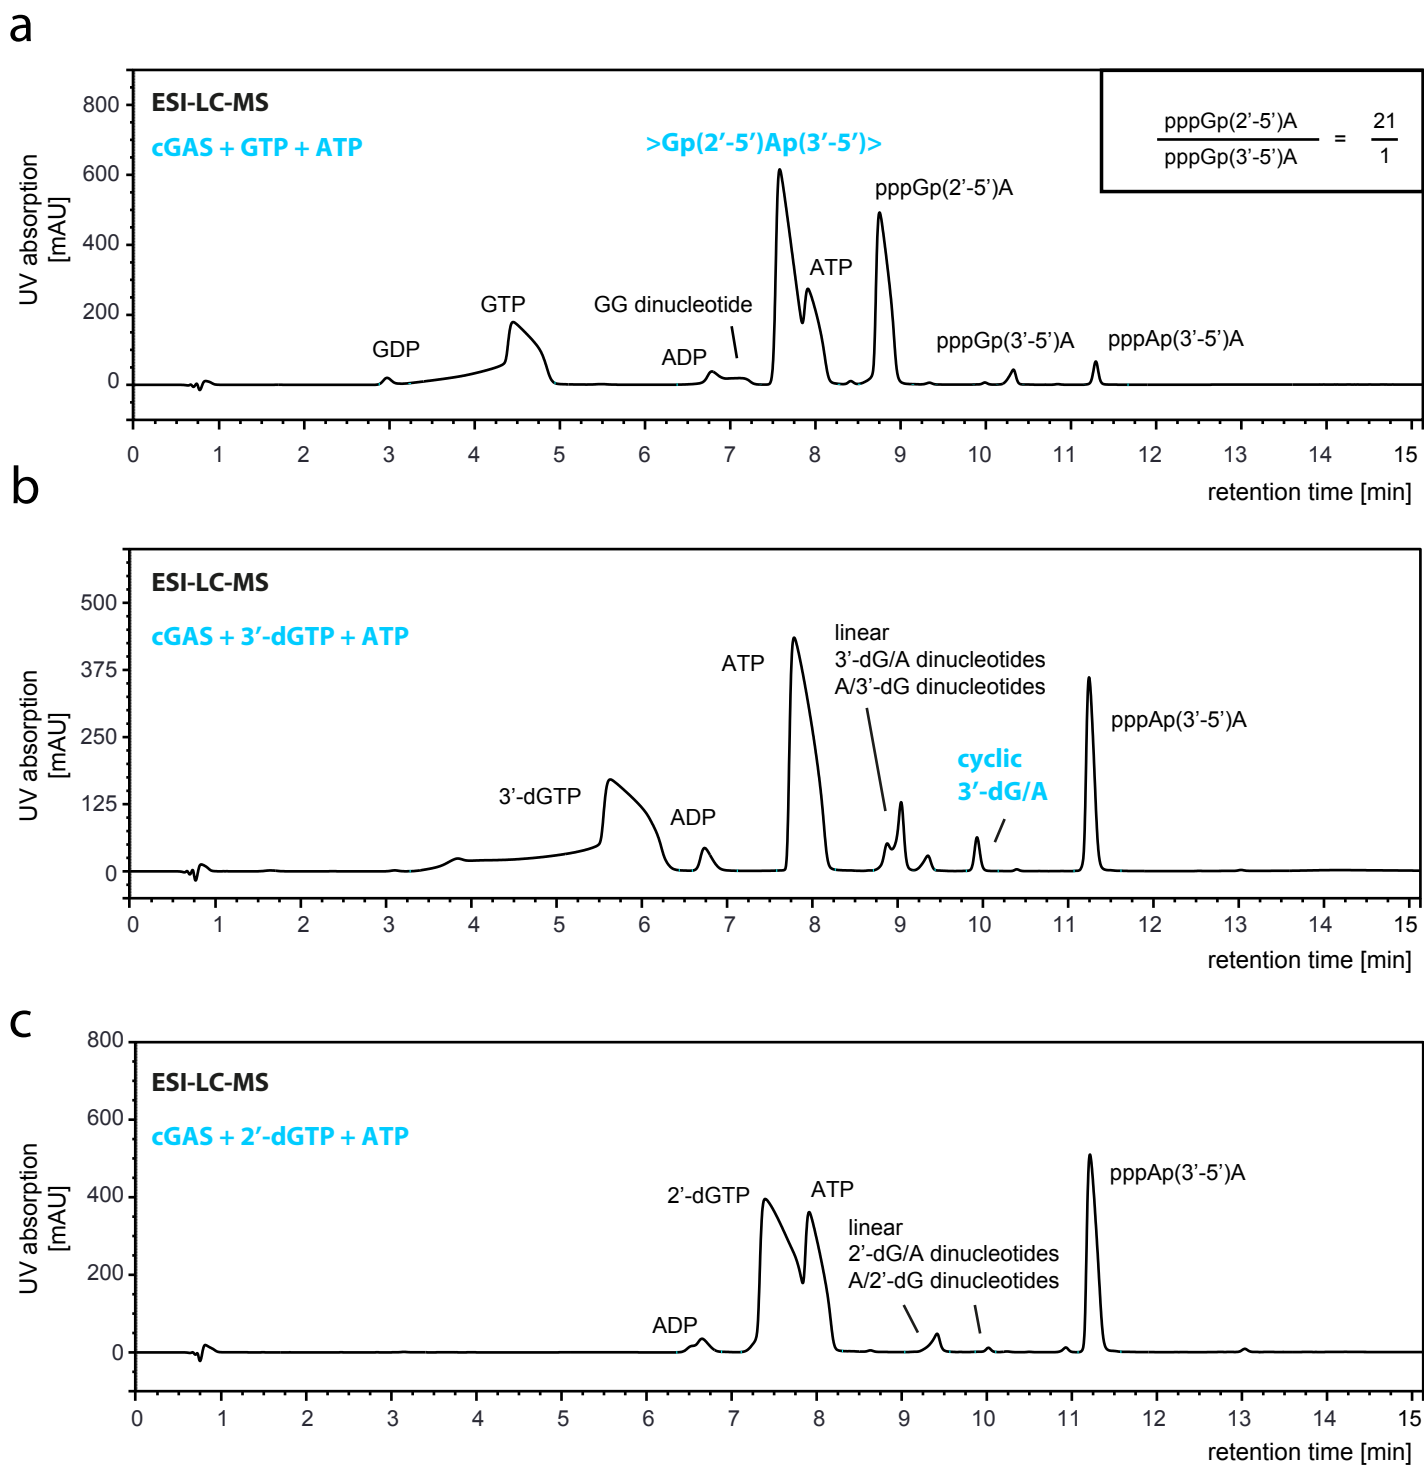 a
800
600
400
200
0
UV absorption
[mAU]
ESI-LC-MS
cGAS + GTP + ATP
>Gp(2′-5′)Ap(3′-5′)>
pppGp(2’-5’)A
pppGp(3’-5’)A
=
21
1
pppGp(2’-5’)A
ATP
GG dinucleotide
GTP
GDP
ADP
pppGp(3’-5’)A
pppAp(3’-5’)A
0 1 2 3 4 5 6 7 8 9 10 11 12 13 14 15
retention time [min]
b
500
375
250
125
0
UV absorption
[mAU]
ESI-LC-MS
cGAS + 3′-dGTP + ATP
linear
3’-dG/A dinucleotides
A/3’-dG dinucleotides
ATP
pppAp(3’-5’)A
cyclic
3′-dG/A
3’-dGTP
ADP
0 1 2 3 4 5 6 7 8 9 10 11 12 13 14 15
retention time [min]
c
800
600
400
200
0
UV absorption
[mAU]
ESI-LC-MS
cGAS + 2′-dGTP + ATP
pppAp(3’-5’)A
2’-dGTP
ATP
linear
2’-dG/A dinucleotides
A/2’-dG dinucleotides
ADP
0 1 2 3 4 5 6 7 8 9 10 11 12 13 14 15
retention time [min]